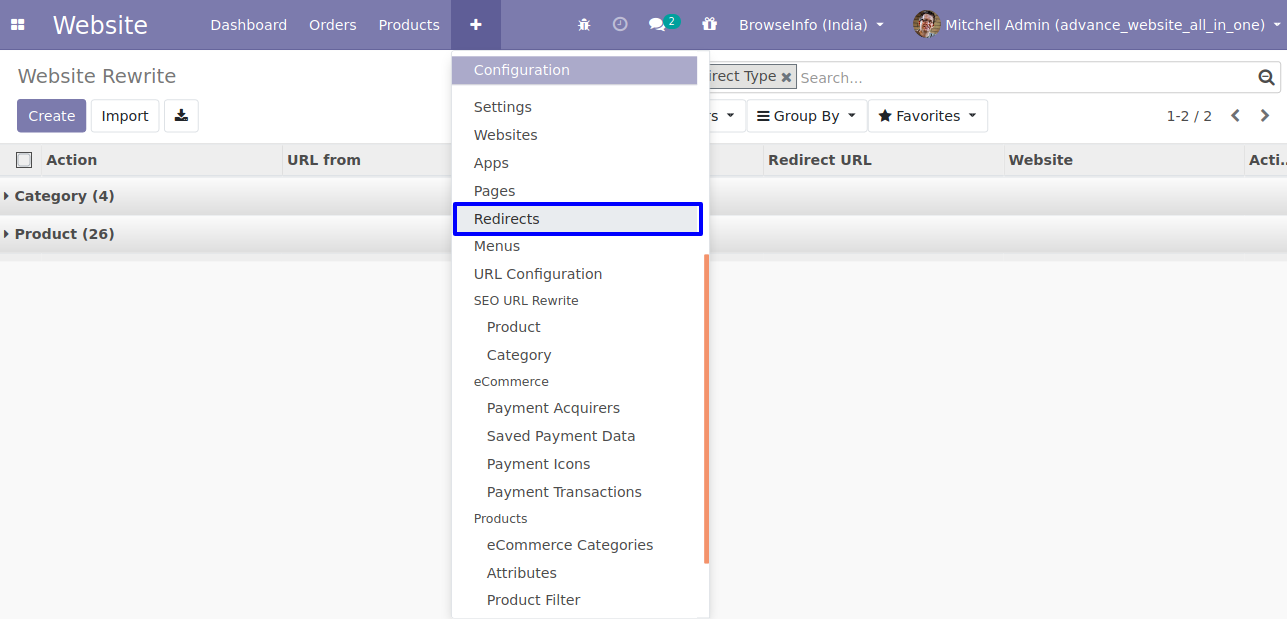 Website Dashboard Orders Products + 2 BrowseInfo (India) Mitchell Admin (advance_website_all_in_one)
Website Rewrite
Type Search...
Create Import
Group By Favorites 1-2 / 2
Action URL from Redirect URL Website Acti..
Category (4)
Product (26)
Configuration
Settings
Websites
Apps
Pages
Redirects
Menus
URL Configuration
SEO URL Rewrite
Product
Category
eCommerce
Payment Acquirers
Saved Payment Data
Payment Icons
Payment Transactions
Products
eCommerce Categories
Attributes
Product Filter